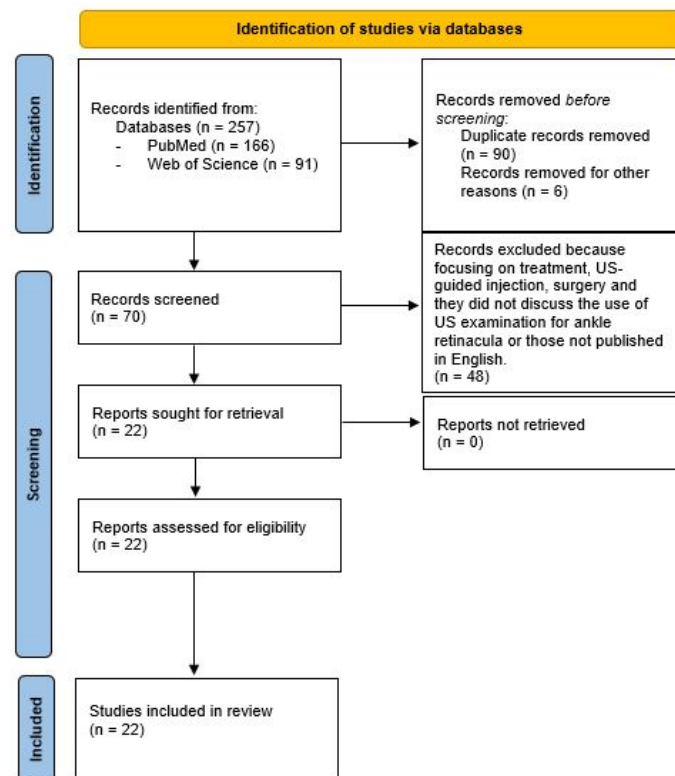 Identification of studies via databases
Identification
Records identified from:
Databases (n = 257)
- PubMed (n = 166)
- Web of Science (n = 91)
Records removed before
screening:
Duplicate records removed
(n = 90)
Records removed for other
reasons (n = 6)
Screening
Records screened
(n = 70)
Records excluded because
focusing on treatment, US-
guided injection, surgery and
they did not discuss the use of
US examination for ankle
retinacula or those not published
in English.
(n = 48)
Reports sought for retrieval
(n = 22)
Reports not retrieved
(n = 0)
Reports assessed for eligibility
(n = 22)
Included
Studies included in review
(n = 22)